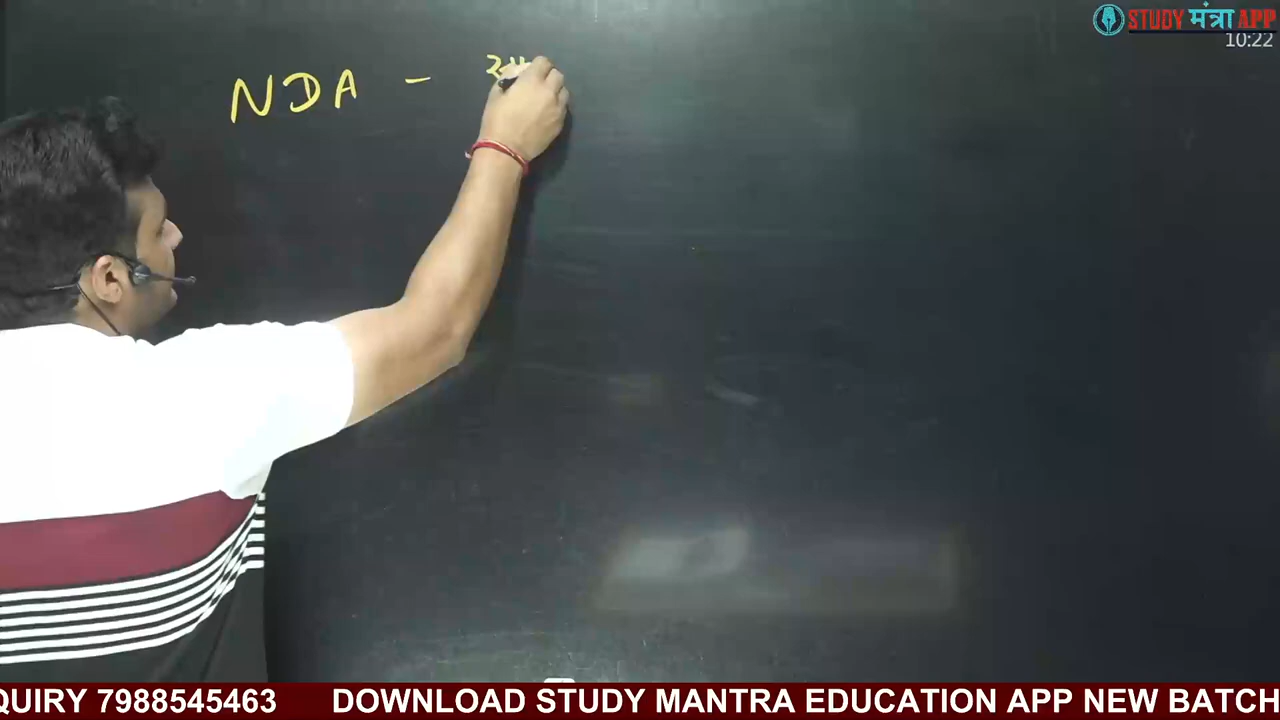 STUDY मंत्रा APP
10:22
NDA -
QUIRY 7988545463 DOWNLOAD STUDY MANTRA EDUCATION APP NEW BATCH